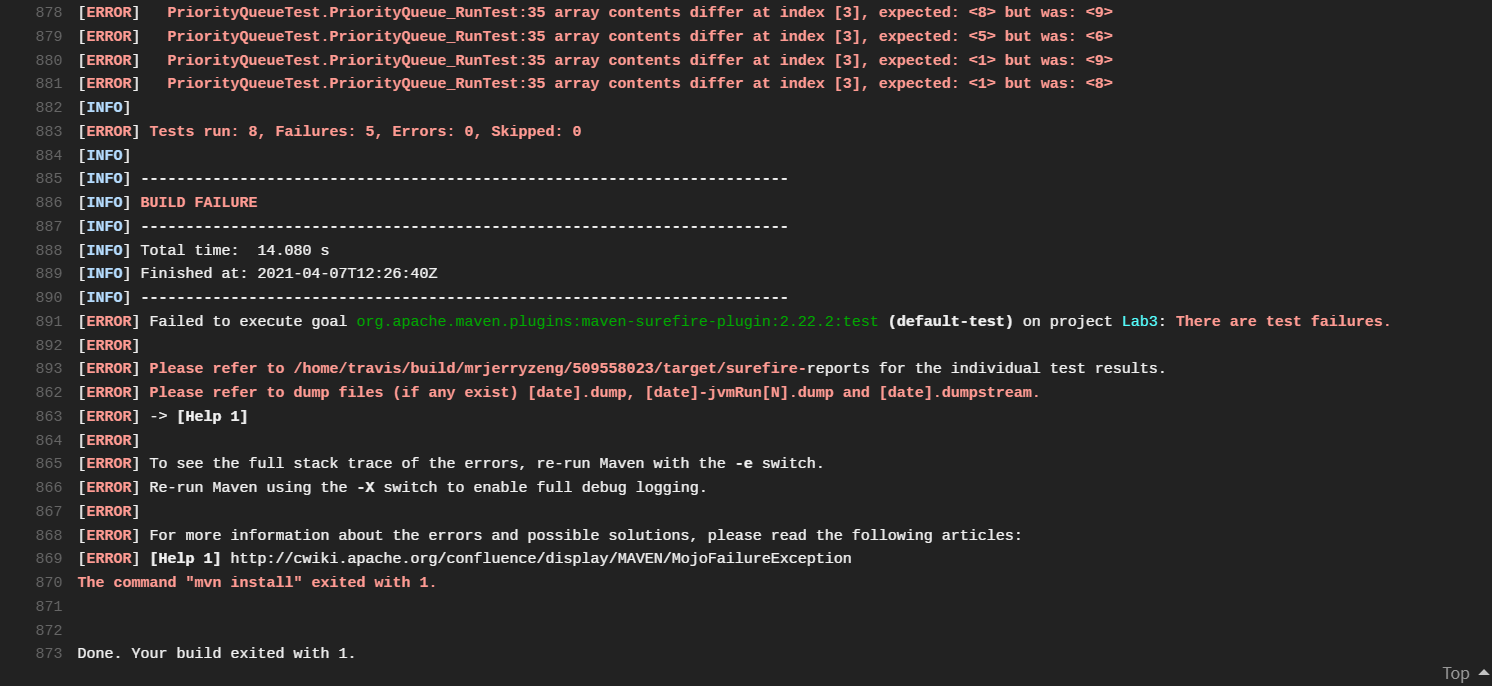 878 [ERROR]   PriorityQueueTest.PriorityQueue_RunTest:35 array contents differ at index [3], expected: <8> but was: <9>
879 [ERROR]   PriorityQueueTest.PriorityQueue_RunTest:35 array contents differ at index [3], expected: <5> but was: <6>
880 [ERROR]   PriorityQueueTest.PriorityQueue_RunTest:35 array contents differ at index [3], expected: <1> but was: <9>
881 [ERROR]   PriorityQueueTest.PriorityQueue_RunTest:35 array contents differ at index [3], expected: <1> but was: <8>
882 [INFO]
883 [ERROR] Tests run: 8, Failures: 5, Errors: 0, Skipped: 0
884 [INFO]
885 [INFO] ------------------------------------------------------------------------
886 [INFO] BUILD FAILURE
887 [INFO] ------------------------------------------------------------------------
888 [INFO] Total time:  14.080 s
889 [INFO] Finished at: 2021-04-07T12:26:40Z
890 [INFO] ------------------------------------------------------------------------
891 [ERROR] Failed to execute goal org.apache.maven.plugins:maven-surefire-plugin:2.22.2:test (default-test) on project Lab3: There are test failures.
892 [ERROR]
893 [ERROR] Please refer to /home/travis/build/mrjerryzeng/509558023/target/surefire-reports for the individual test results.
862 [ERROR] Please refer to dump files (if any exist) [date].dump, [date]-jvmRun[N].dump and [date].dumpstream.
863 [ERROR] -> [Help 1]
864 [ERROR]
865 [ERROR] To see the full stack trace of the errors, re-run Maven with the -e switch.
866 [ERROR] Re-run Maven using the -X switch to enable full debug logging.
867 [ERROR]
868 [ERROR] For more information about the errors and possible solutions, please read the following articles:
869 [ERROR] [Help 1] http://cwiki.apache.org/confluence/display/MAVEN/MojoFailureException
870 The command "mvn install" exited with 1.
871
872
873 Done. Your build exited with 1.
Top